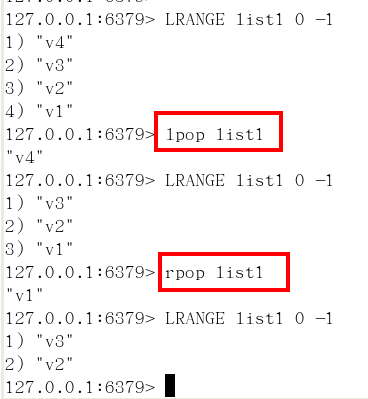 127.0.0.1:6379> LRANGE list1 0 -1
1) "v4"
2) "v3"
3) "v2"
4) "v1"
127.0.0.1:6379> lpop list1
"v4"
127.0.0.1:6379> LRANGE list1 0 -1
1) "v3"
2) "v2"
3) "v1"
127.0.0.1:6379> rpop list1
"v1"
127.0.0.1:6379> LRANGE list1 0 -1
1) "v3"
2) "v2"
127.0.0.1:6379>